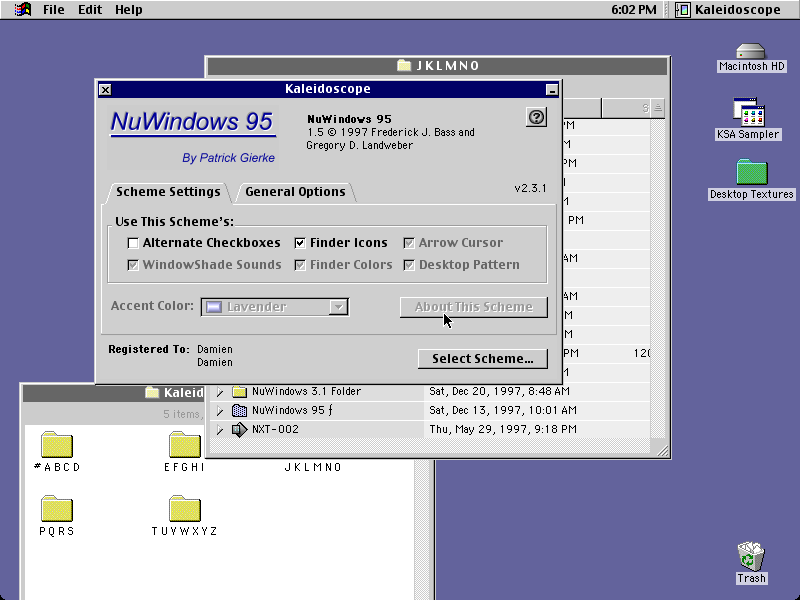 File Edit Help 6:02 PM Kaleidoscope
JKLMNO
Kaleidoscope
NuWindows 95
By Patrick Gierke
NuWindows 95
1.5 © 1997 Frederick J. Bass and
Gregory D. Landweber
?
v2.3.1
Scheme Settings General Options
Use This Scheme's:
Alternate Checkboxes Finder Icons Arrow Cursor
WindowShade Sounds Finder Colors Desktop Pattern
Accent Color: Lavender About This Scheme
Registered To: Damien
Damien
Select Scheme...
S
PM
M
PM
M
PM
AM
AM
M
M
PM 120
M
NuWindows 3.1 Folder Sat, Dec 20, 1997, 8:48 AM
NuWindows 95 ƒ Sat, Dec 13, 1997, 10:01 AM
NXT-002 Thu, May 29, 1997, 9:18 PM
Kaleid
5 items,
#ABCD EFGHI JKLMNO
PQRS TUVWXYZ
Macintosh HD
KSA Sampler
Desktop Textures
Trash